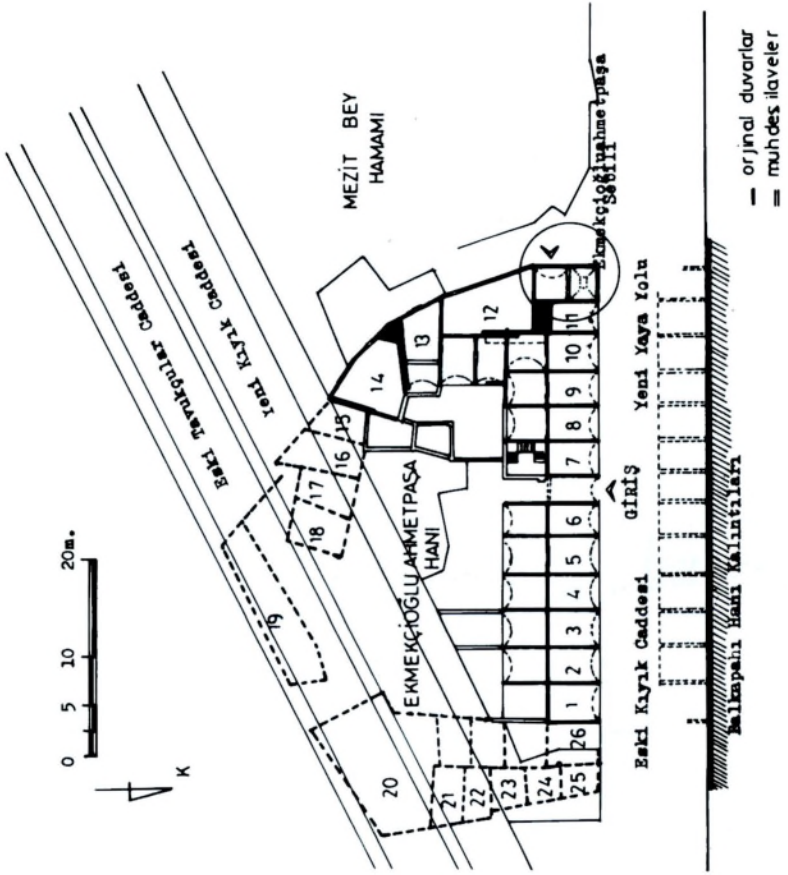 Eski Tavukçular Caddesi
Yeni Kıyık Caddesi
MEZİT BEY
HAMAMI
EKMEKÇİOĞLU AHMETPAŞA
HANI
Ekmekçioğluahmetpaşa
Sebili
Yeni Yaya Yolu
GİRİŞ
Eski Kıyık Caddesi
Balkapahı Hanı Kalıntıları
orjinal duvarlar
muhdes ilaveler
0 5 10 20m.
K
1
2
3
4
5
6
7
8
9
10
11
12
13
14
15
16
17
18
19
20
21
22
23
24
25
26